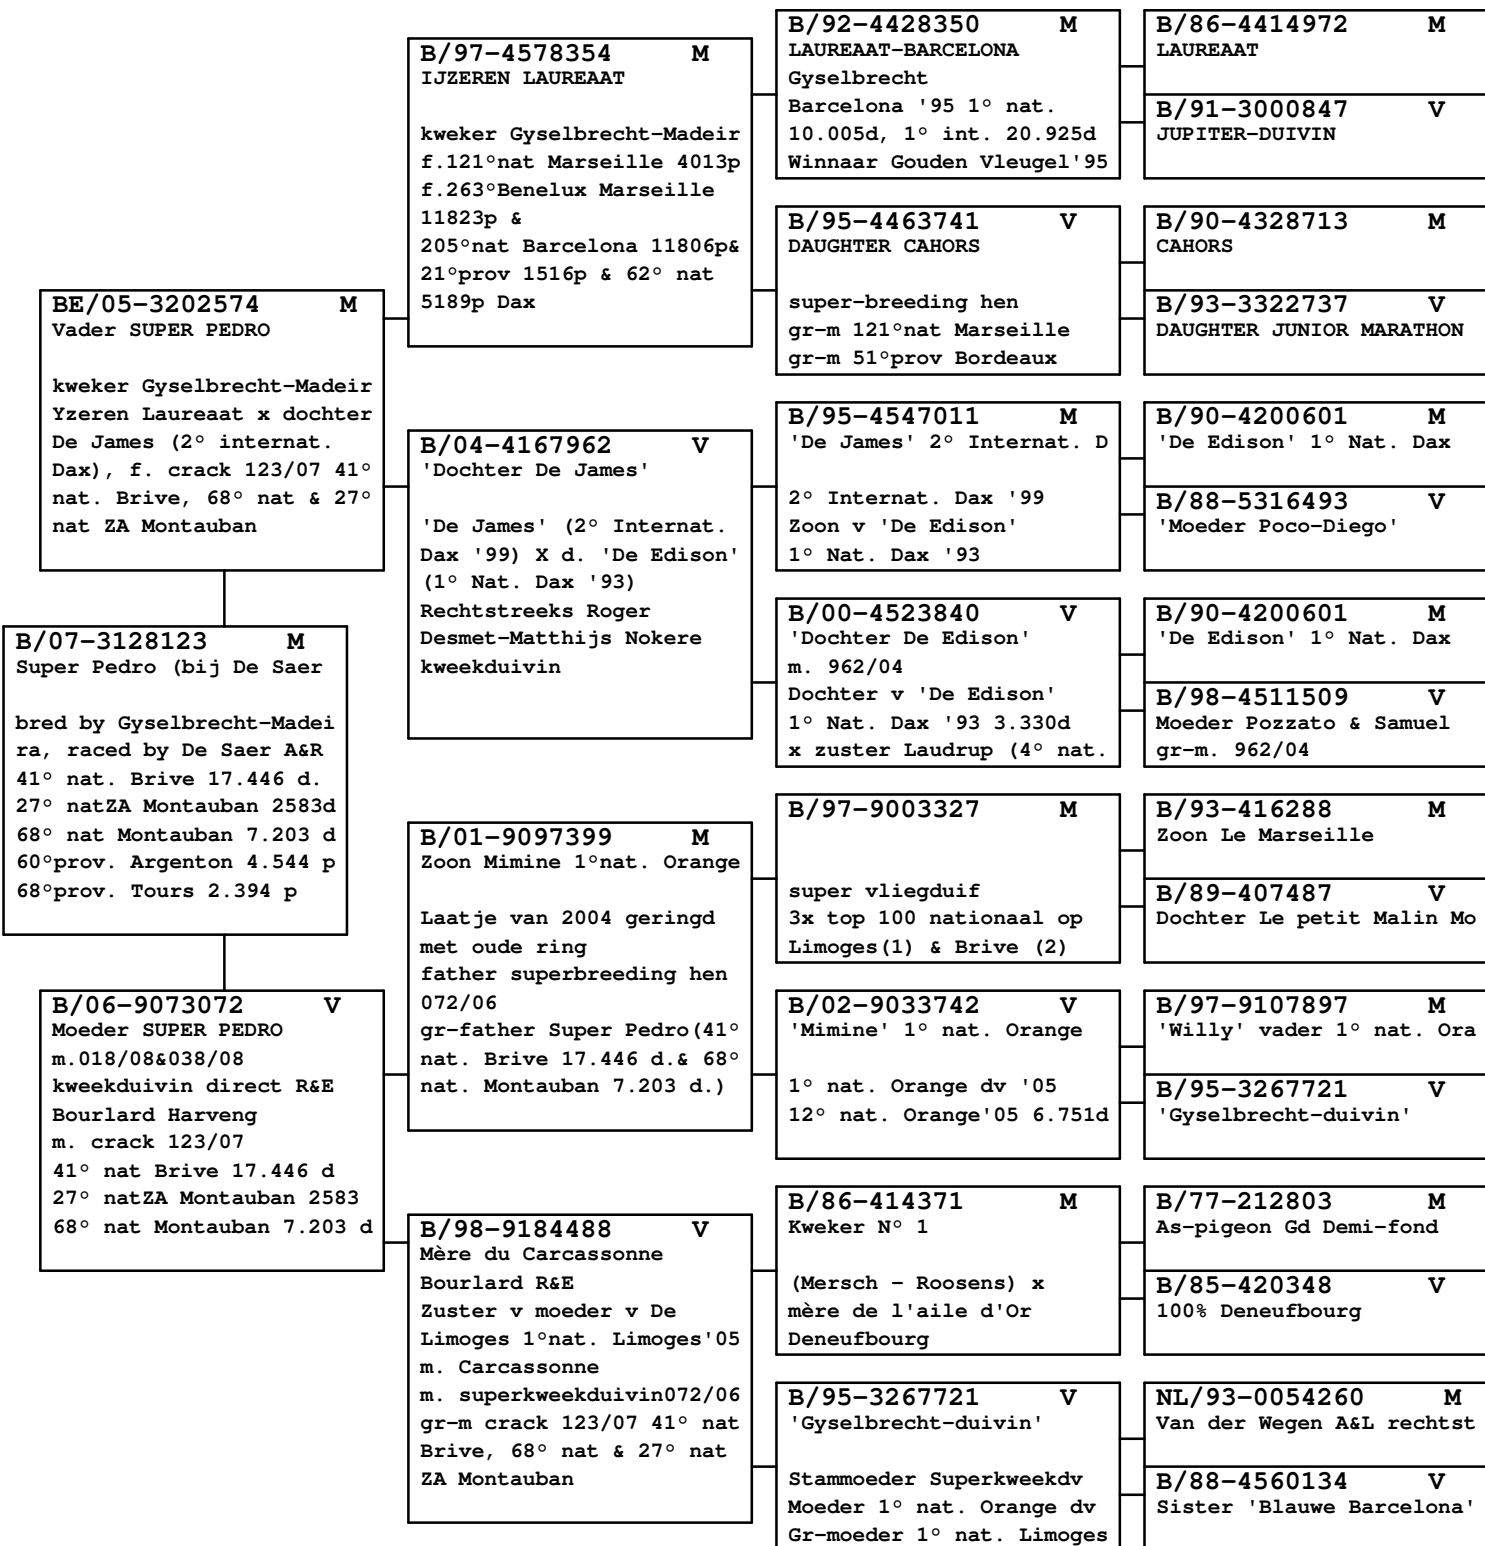 B/07-3128123 M
Super Pedro (bij De Saer
bred by Gyselbrecht-Madei
ra, raced by De Saer A&R
41° nat. Brive 17.446 d.
27° natZA Montauban 2583d
68° nat Montauban 7.203 d
60°prov. Argenton 4.544 p
68°prov. Tours 2.394 p
BE/05-3202574 M
Vader SUPER PEDRO
kweker Gyselbrecht-Madeir
Yzeren Laureaat x dochter
De James (2° internat.
Dax), f. crack 123/07 41°
nat. Brive, 68° nat & 27°
nat ZA Montauban
B/06-9073072 V
Moeder SUPER PEDRO
m.018/08&038/08
kweekduivin direct R&E
Bourlard Harveng
m. crack 123/07
41° nat Brive 17.446 d
27° natZA Montauban 2583
68° nat Montauban 7.203 d
B/97-4578354 M
IJZEREN LAUREAAT
kweker Gyselbrecht-Madeir
f.121°nat Marseille 4013p
f.263°Benelux Marseille
11823p &
205°nat Barcelona 11806p&
21°prov 1516p & 62° nat
5189p Dax
B/04-4167962 V
'Dochter De James'
'De James' (2° Internat.
Dax '99) X d. 'De Edison'
(1° Nat. Dax '93)
Rechtstreeks Roger
Desmet-Matthijs Nokere
kweekduivin
B/01-9097399 M
Zoon Mimine 1°nat. Orange
Laatje van 2004 geringd
met oude ring
father superbreeding hen
072/06
gr-father Super Pedro(41°
nat. Brive 17.446 d.& 68°
nat. Montauban 7.203 d.)
B/98-9184488 V
Mère du Carcassonne
Bourlard R&E
Zuster v moeder v De
Limoges 1°nat. Limoges'05
m. Carcassonne
m. superkweekduivin072/06
gr-m crack 123/07 41° nat
Brive, 68° nat & 27° nat
ZA Montauban
B/92-4428350 M
LAUREAAT-BARCELONA
Gyselbrecht
Barcelona '95 1° nat.
10.005d, 1° int. 20.925d
Winnaar Gouden Vleugel'95
B/95-4463741 V
DAUGHTER CAHORS
super-breeding hen
gr-m 121°nat Marseille
gr-m 51°prov Bordeaux
B/95-4547011 M
'De James' 2° Internat. D
2° Internat. Dax '99
Zoon v 'De Edison'
1° Nat. Dax '93
B/00-4523840 V
'Dochter De Edison'
m. 962/04
Dochter v 'De Edison'
1° Nat. Dax '93 3.330d
x zuster Laudrup (4° nat.
B/97-9003327 M
super vliegduif
3x top 100 nationaal op
Limoges(1) & Brive (2)
B/02-9033742 V
'Mimine' 1° nat. Orange
1° nat. Orange dv '05
12° nat. Orange'05 6.751d
B/86-414371 M
Kweker N° 1
(Mersch - Roosens) x
mère de l'aile d'Or
Deneufbourg
B/95-3267721 V
'Gyselbrecht-duivin'
Stammoeder Superkweekdv
Moeder 1° nat. Orange dv
Gr-moeder 1° nat. Limoges
B/86-4414972 M
LAUREAAT
B/91-3000847 V
JUPITER-DUIVIN
B/90-4328713 M
CAHORS
B/93-3322737 V
DAUGHTER JUNIOR MARATHON
B/90-4200601 M
'De Edison' 1° Nat. Dax
B/88-5316493 V
'Moeder Poco-Diego'
B/90-4200601 M
'De Edison' 1° Nat. Dax
B/98-4511509 V
Moeder Pozzato & Samuel
gr-m. 962/04
B/93-416288 M
Zoon Le Marseille
B/89-407487 V
Dochter Le petit Malin Mo
B/97-9107897 M
'Willy' vader 1° nat. Ora
B/95-3267721 V
'Gyselbrecht-duivin'
B/77-212803 M
As-pigeon Gd Demi-fond
B/85-420348 V
100% Deneufbourg
NL/93-0054260 M
Van der Wegen A&L rechtst
B/88-4560134 V
Sister 'Blauwe Barcelona'